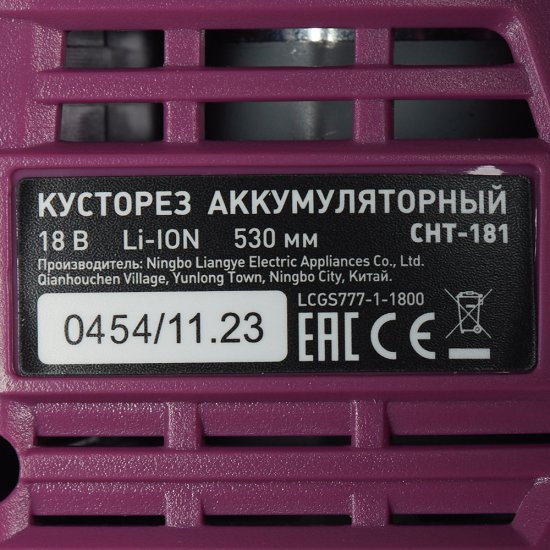 КУСТОРЕЗ АККУМУЛЯТОРНЫЙ
18 В Li-ION 530 мм CHT-181
Производитель: Ningbo Liangye Electric Appliances Co., Ltd.
Qianhouchen Village, Yunlong Town, Ningbo City, Китай.
LCGS777-1-1800
0454/11.23
EAC CE